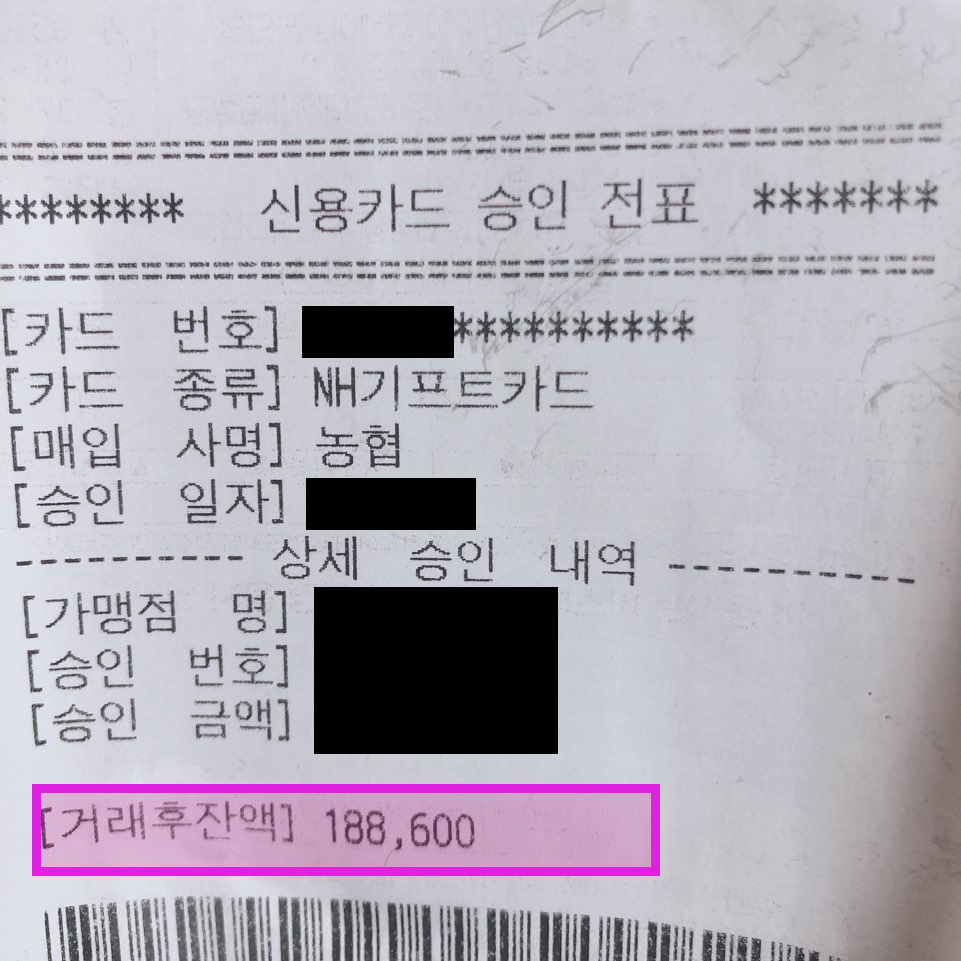 ******** 신용카드 승인 전표 *******
[카드 번호] **********
[카드 종류] NH기프트카드
[매입 사명] 농협
[승인 일자]
---------- 상세 승인 내역 ----------
[가맹점 명]
[승인 번호]
[승인 금액]
[거래후잔액] 188,600